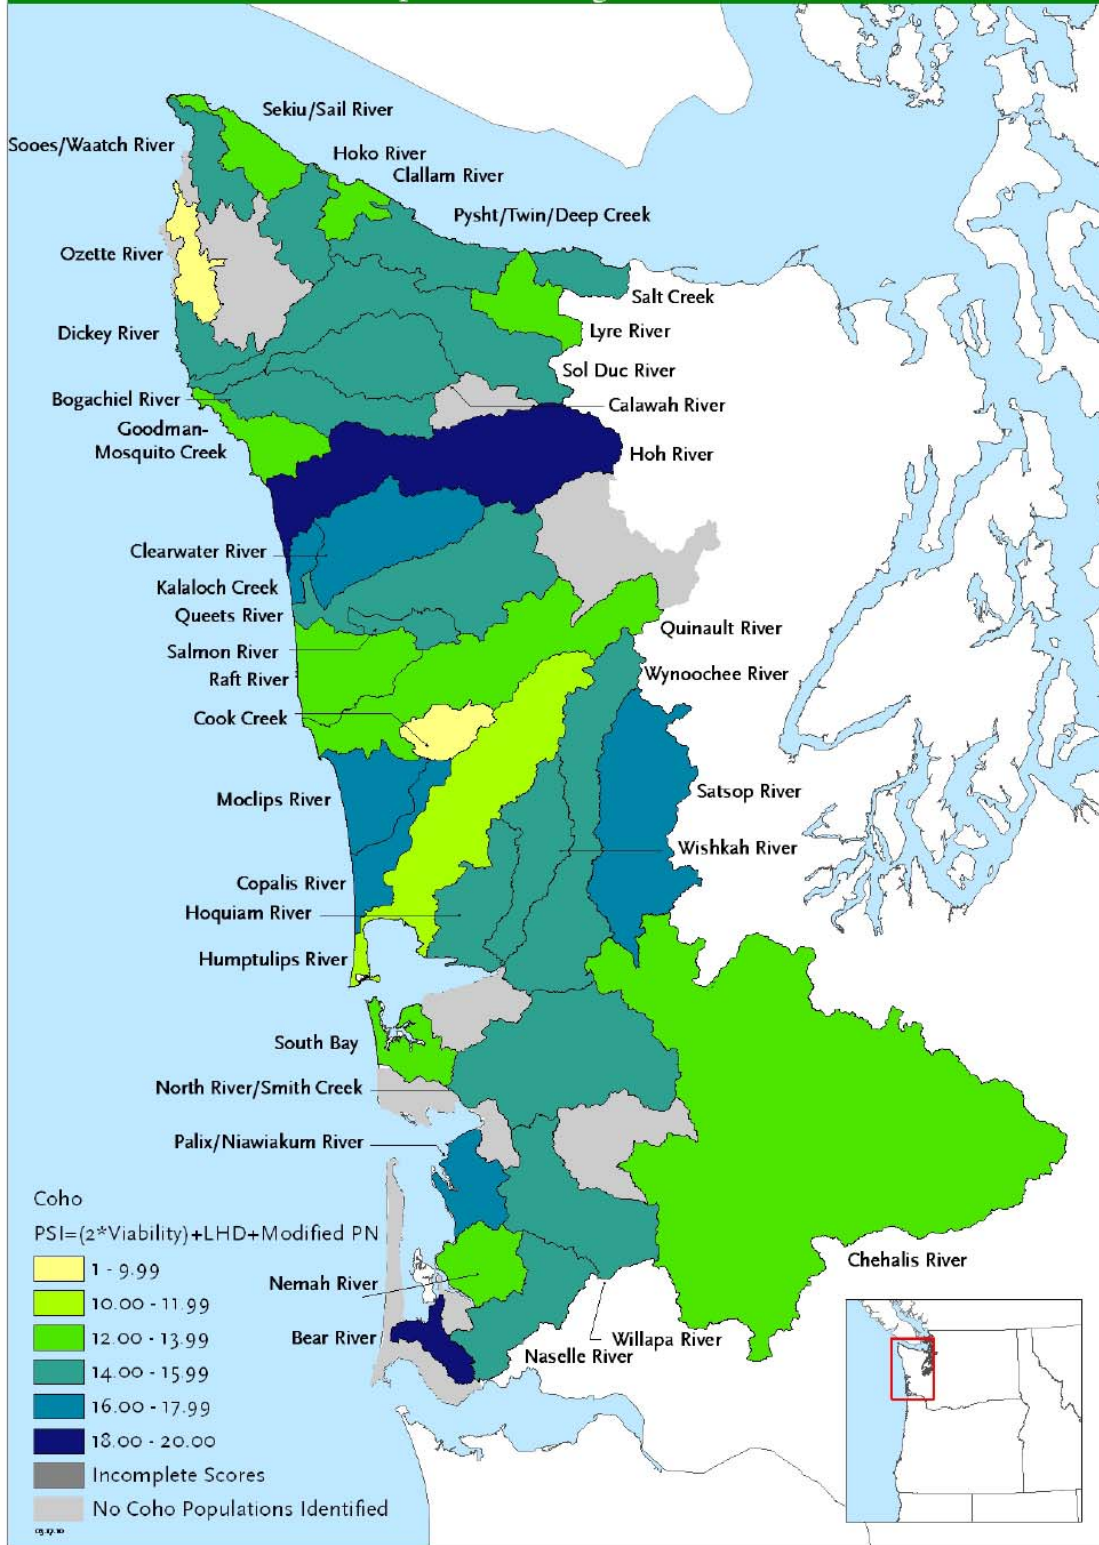 Sekiu/Sail River
Sooes/Waatch River
Hoko River
Clallam River
Pysht/Twin/Deep Creek
Ozette River
Salt Creek
Dickey River
Lyre River
Sol Duc River
Bogachiel River
Calawah River
Goodman-
Mosquito Creek
Hoh River
Clearwater River
Kalaloch Creek
Queets River
Quinault River
Salmon River
Wynoochee River
Raft River
Cook Creek
Moclips River
Satsop River
Wishkah River
Copalis River
Hoquiam River
Humptulips River
South Bay
North River/Smith Creek
Palix/Niawiakum River
Chehalis River
Nemah River
Bear River
Willapa River
Naselle River
Coho
PSI=(2*Viability)+LHD+Modified PN
1 - 9.99
10.00 - 11.99
12.00 - 13.99
14.00 - 15.99
16.00 - 17.99
18.00 - 20.00
Incomplete Scores
No Coho Populations Identified